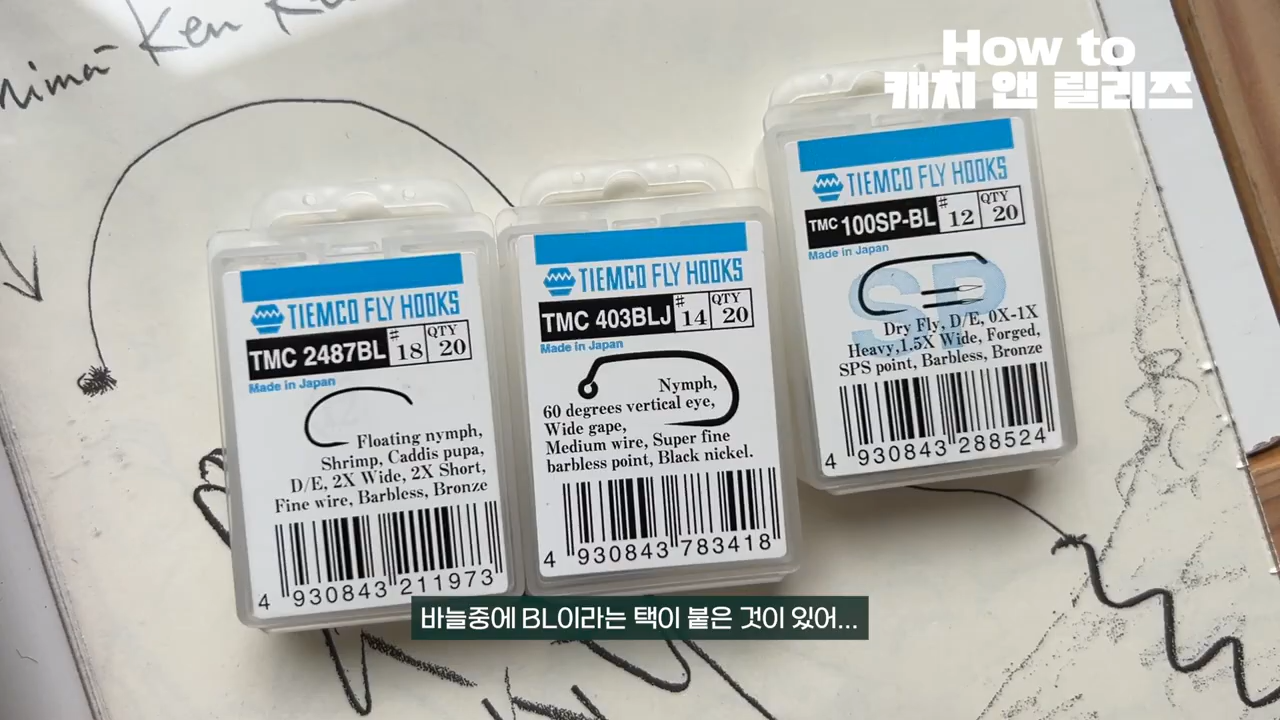 Ken
How to
캐치 앤 릴리즈
TIEMCO FLY HOOKS
TMC 2487BL # 18 QTY 20
Made in Japan
Floating nymph,
Shrimp, Caddis pupa,
D/E, 2X Wide, 2X Short,
Fine wire, Barbless, Bronze
4 930843 211973
TIEMCO FLY HOOKS
TMC 403BLJ # 14 QTY 20
Made in Japan
Nymph,
60 degrees vertical eye,
Wide gape,
Medium wire, Super fine
barbless point, Black nickel.
4 930843 783418
TIEMCO FLY HOOKS
TMC 100SP-BL # 12 QTY 20
Made in Japan
SP
Dry Fly, D/E, 0X-1X
Heavy,1.5X Wide, Forged,
SPS point, Barbless, Bronze
4 930843 288524
바늘중에 BL이라는 택이 붙은 것이 있어...